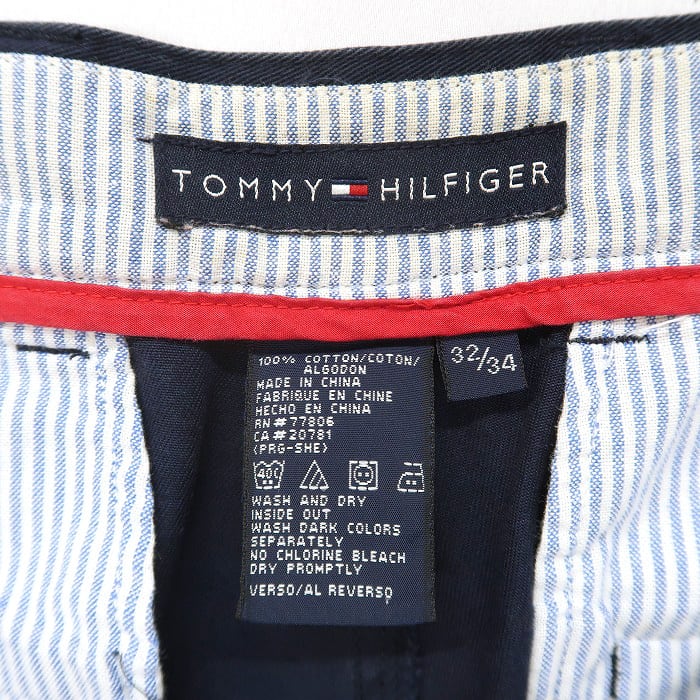 TOMMY HILFIGER
32/34
100% COTTON/COTON/
ALGODON
MADE IN CHINA
FABRIQUE EN CHINE
HECHO EN CHINA
RN#77806
CA#20781
(PRG-SHE)
40C
WASH AND DRY
INSIDE OUT
WASH DARK COLORS
SEPARATELY
NO CHLORINE BLEACH
DRY PROMPTLY
VERSO/AL REVERSO